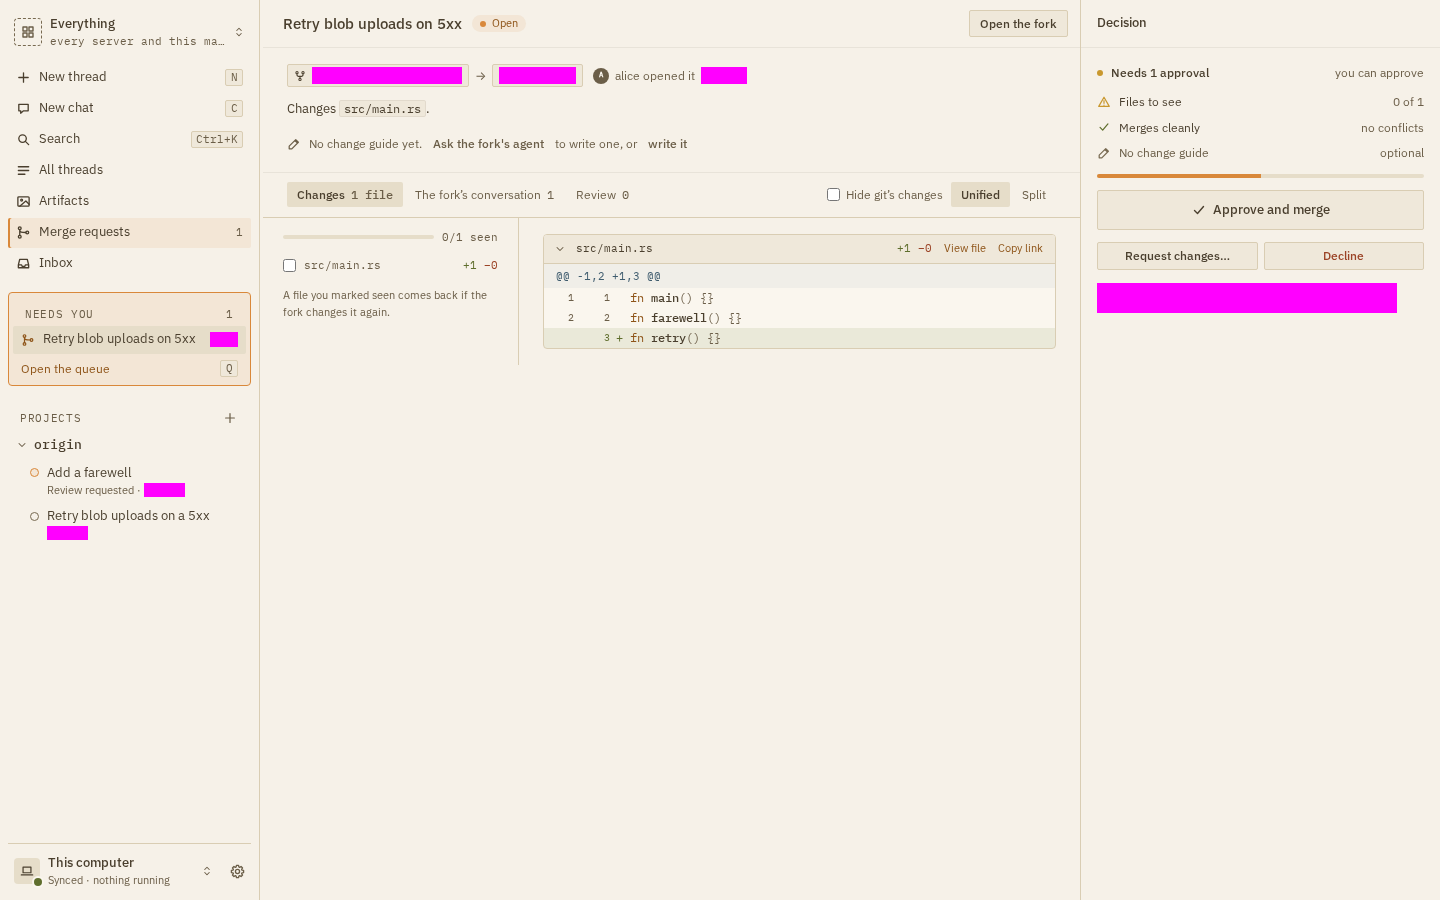 Everything
every server and this ma…
New thread N
New chat C
Search Ctrl+K
All threads
Artifacts
Merge requests 1
Inbox
NEEDS YOU 1
Retry blob uploads on 5xx
Open the queue Q
PROJECTS
origin
Add a farewell
Review requested ·
Retry blob uploads on a 5xx
This computer
Synced · nothing running
Retry blob uploads on 5xx Open
Open the fork
→ A alice opened it
Changes src/main.rs.
No change guide yet. Ask the fork's agent to write one, or write it
Changes 1 file The fork's conversation 1 Review 0
Hide git's changes Unified Split
0/1 seen
src/main.rs +1 −0
A file you marked seen comes back if the
fork changes it again.
src/main.rs +1 −0 View file Copy link
@@ -1,2 +1,3 @@
1 1 fn main() {}
2 2 fn farewell() {}
3 + fn retry() {}
Decision
Needs 1 approval you can approve
Files to see 0 of 1
Merges cleanly no conflicts
No change guide optional
Approve and merge
Request changes…
Decline